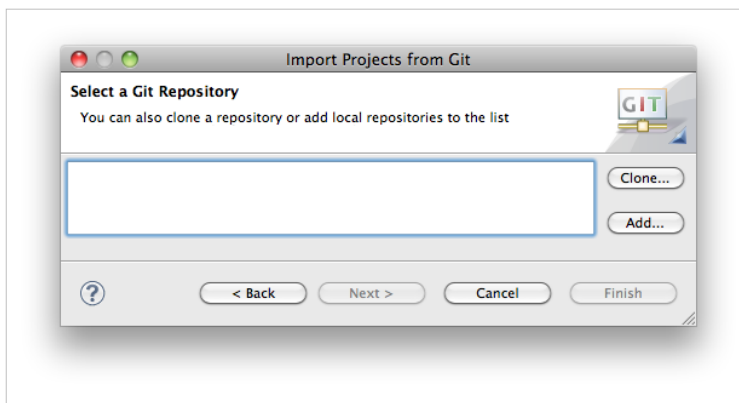 Import Projects from Git
Select a Git Repository
You can also clone a repository or add local repositories to the list
GIT
Clone...
Add...
?
< Back
Next >
Cancel
Finish